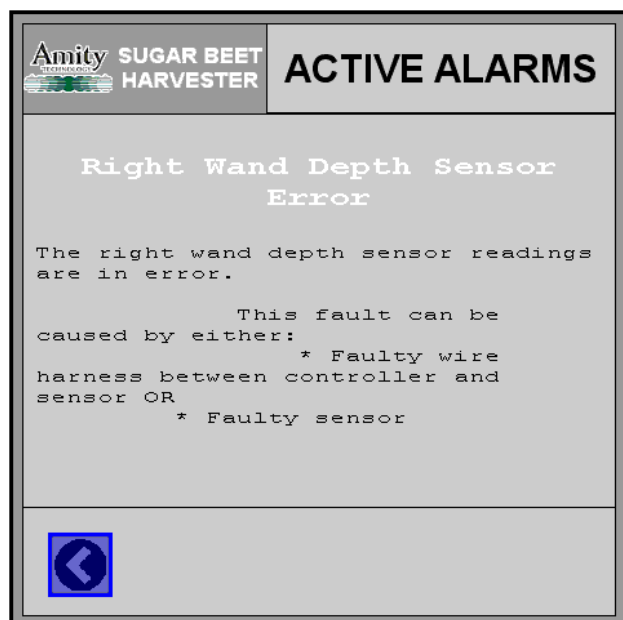 Amity
TECHNOLOGY
SUGAR BEET
HARVESTER
ACTIVE ALARMS
Right Wand Depth Sensor
Error
The right wand depth sensor readings
are in error.
This fault can be
caused by either:
* Faulty wire
harness between controller and
sensor OR
* Faulty sensor